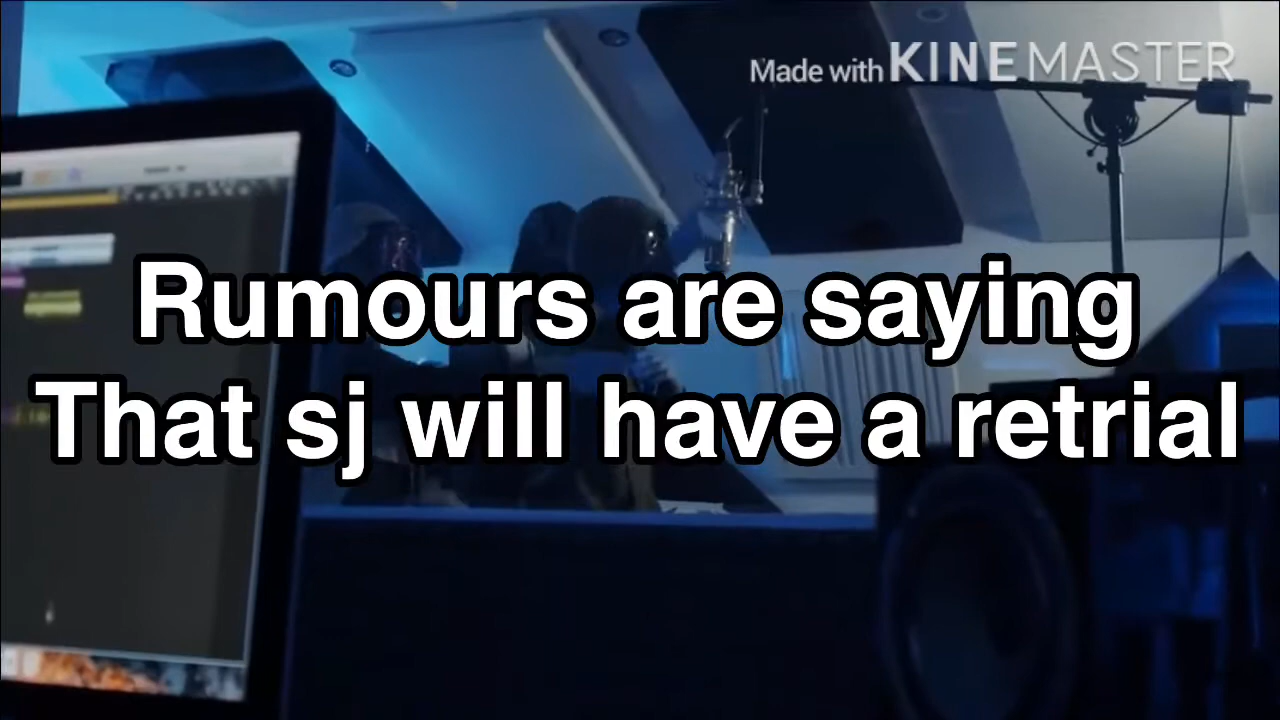 Made with KINEMASTER
Rumours are saying
That sj will have a retrial